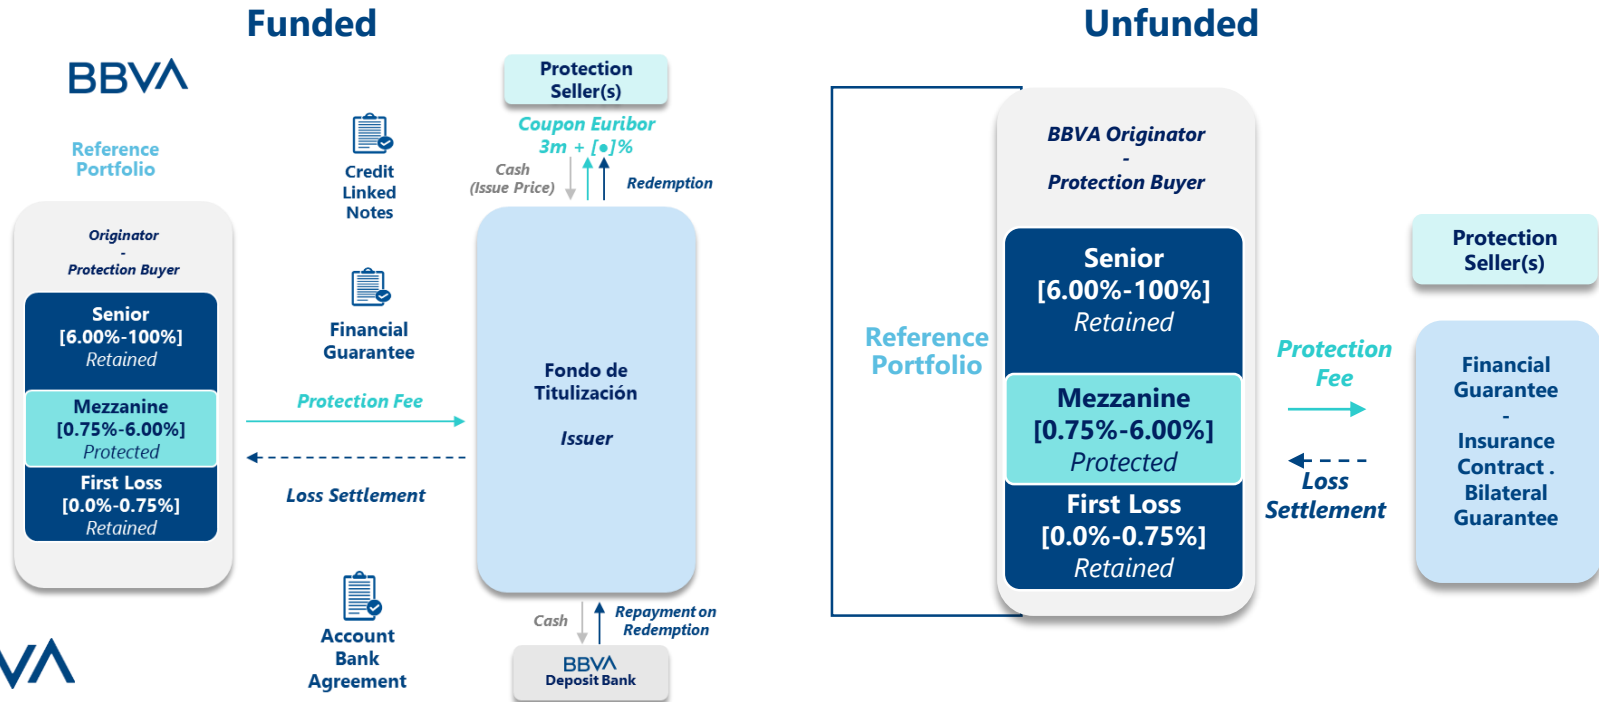 Funded
BBVA
Reference
Portfolio
Originator
-
Protection Buyer
Senior
[6.00%-100%]
Retained
Mezzanine
[0.75%-6.00%]
Protected
First Loss
[0.0%-0.75%]
Retained
Credit
Linked
Notes
Financial
Guarantee
Protection Fee
Loss Settlement
Account
Bank
Agreement
Protection
Seller(s)
Coupon Euribor
3m + [●]%
Cash
(Issue Price)
Redemption
Fondo de
Titulización
Issuer
Cash
Repayment on
Redemption
BBVA
Deposit Bank
VA
Unfunded
Reference
Portfolio
BBVA Originator
-
Protection Buyer
Senior
[6.00%-100%]
Retained
Mezzanine
[0.75%-6.00%]
Protected
First Loss
[0.0%-0.75%]
Retained
Protection
Fee
Loss
Settlement
Protection
Seller(s)
Financial
Guarantee
-
Insurance
Contract .
Bilateral
Guarantee